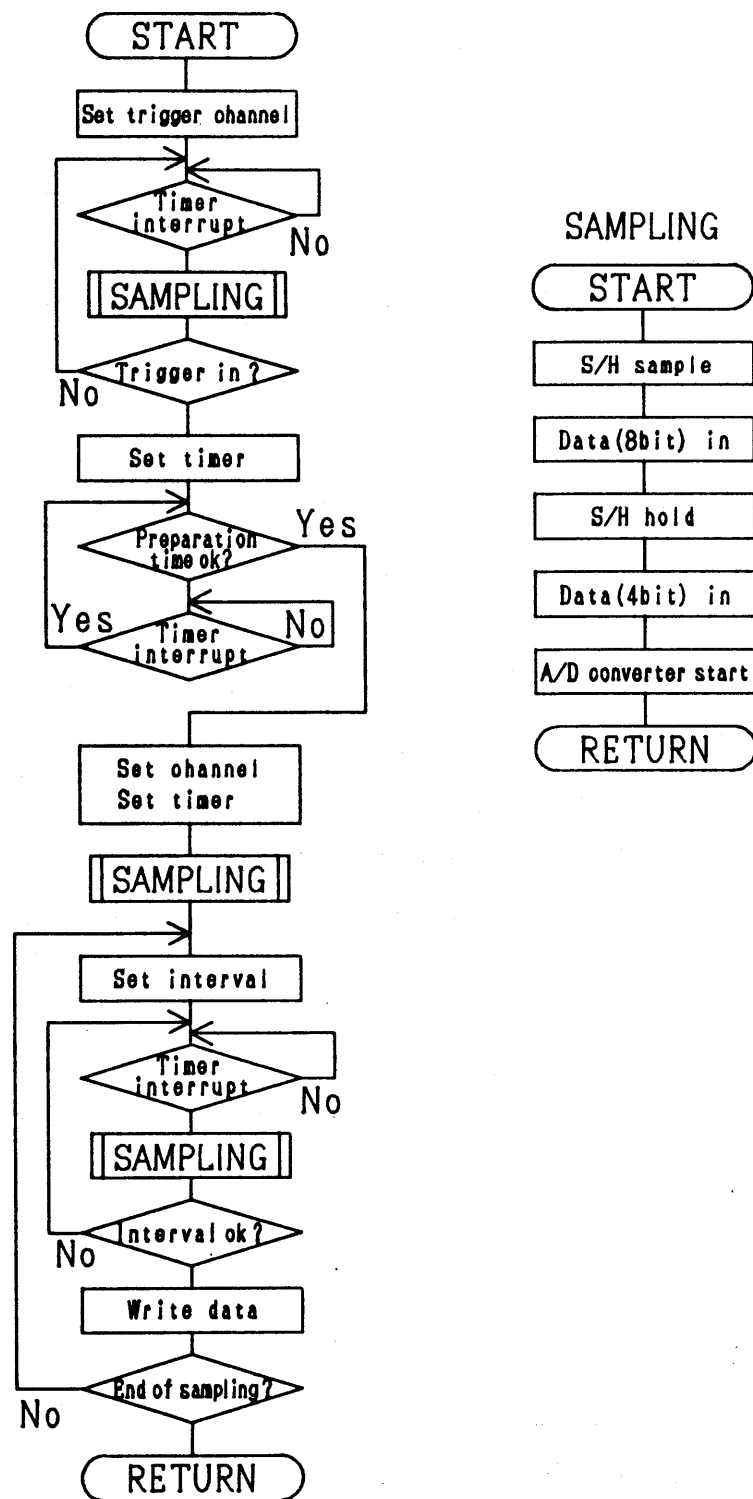 START
Set trigger ohannel
Timer
interrupt
No
SAMPLING
Trigger in?
No
Set timer
Preparation
time ok?
Yes
Timer
interrupt
Yes
No
Set ohannel
Set timer
SAMPLING
Set interval
Timer
interrupt
No
SAMPLING
Interval ok?
No
Write data
End of sampling?
No
RETURN
SAMPLING
START
S/H sample
Data(8bit) in
S/H hold
Data(4bit) in
A/D converter start
RETURN